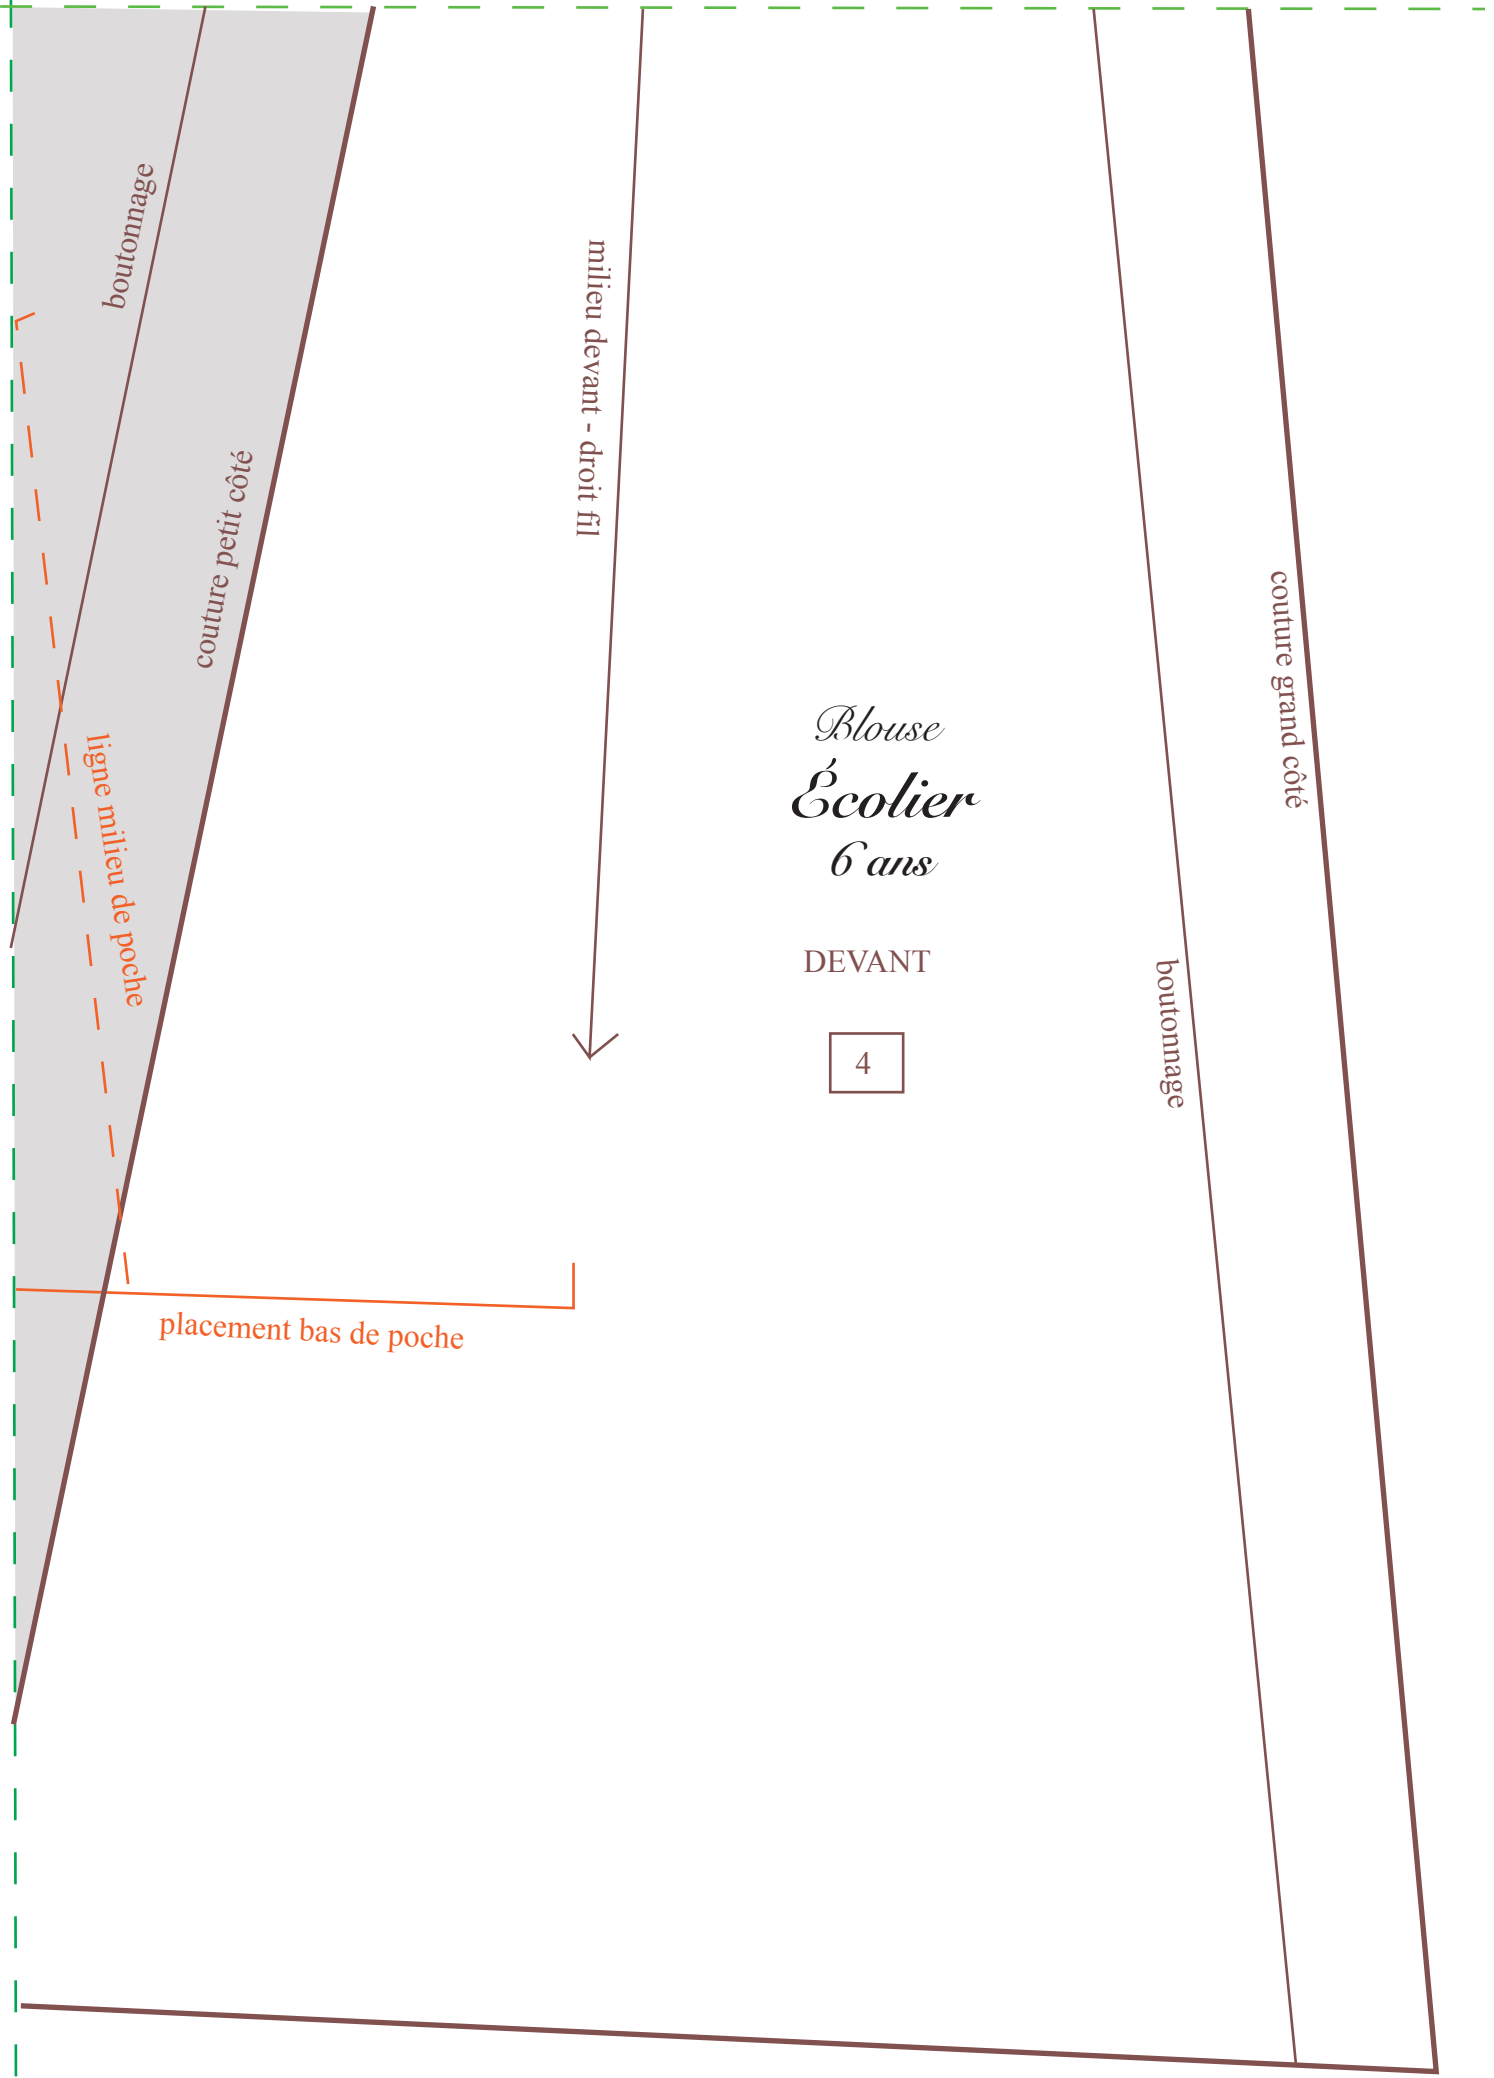 boutonnage
milieu devant - droit fil
couture petit côté
couture grand côté
ligne milieu de poche
Blouse
Écolier
6 ans
DEVANT
boutonnage
4
placement bas de poche